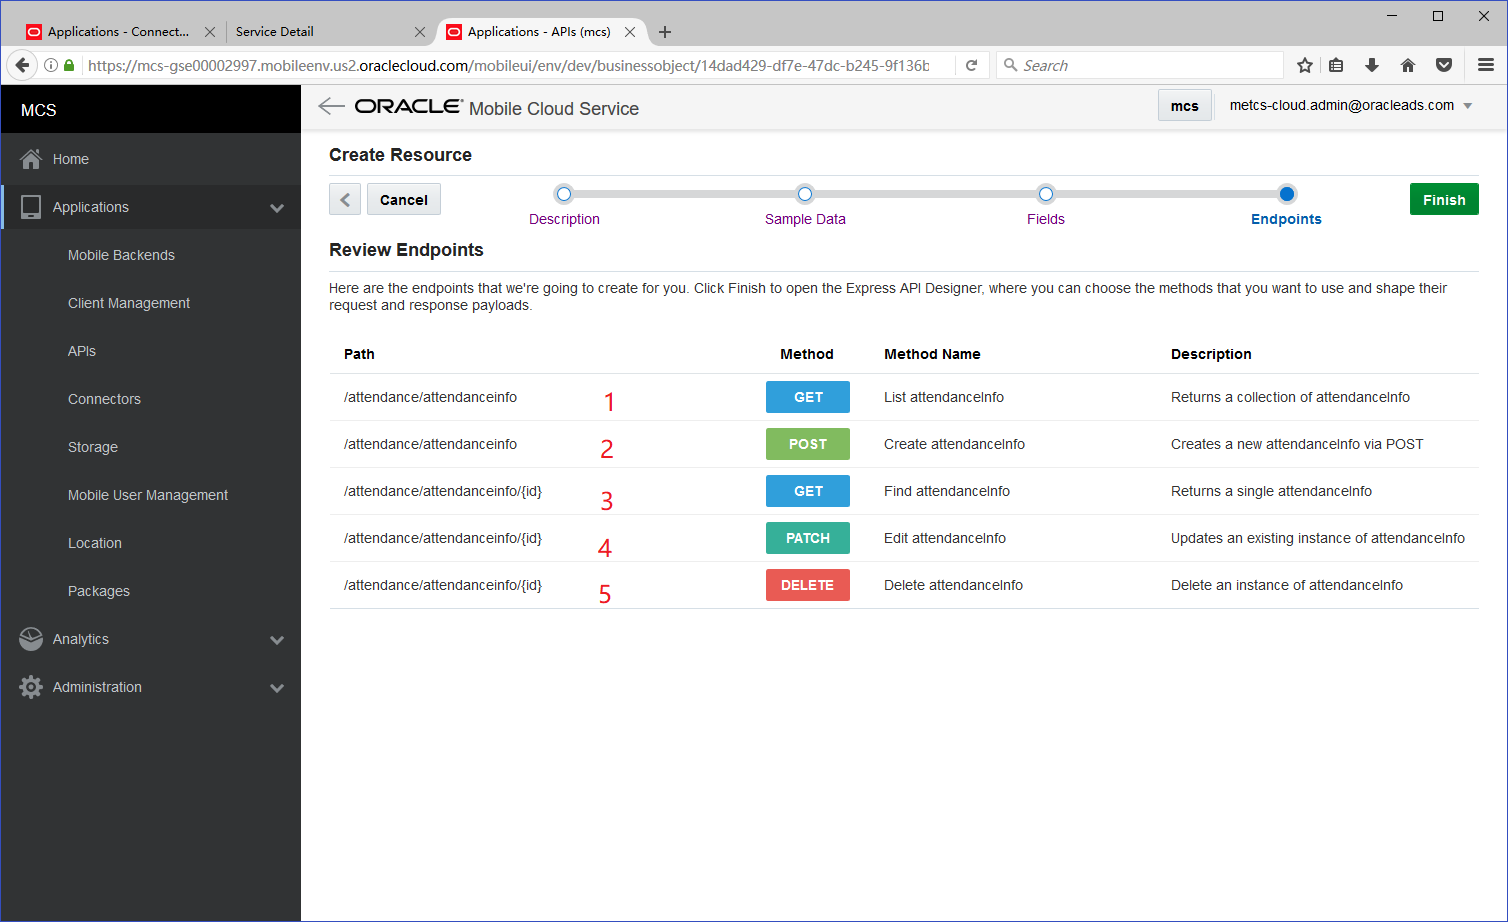 Applications - Connect...
Service Detail
Applications - APIs (mcs)
https://mcs-gse00002997.mobileenv.us2.oraclecloud.com/mobileui/env/dev/businessobject/14dad429-df7e-47dc-b245-9f136b
Search
MCS
ORACLE Mobile Cloud Service
mcs
metcs-cloud.admin@oracleads.com
Home
Applications
Mobile Backends
Client Management
APIs
Connectors
Storage
Mobile User Management
Location
Packages
Analytics
Administration
Create Resource
Cancel
Description
Sample Data
Fields
Endpoints
Finish
Review Endpoints
Here are the endpoints that we're going to create for you. Click Finish to open the Express API Designer, where you can choose the methods that you want to use and shape their
request and response payloads.
Path Method Method Name Description
/attendance/attendanceinfo 1 GET List attendanceInfo Returns a collection of attendanceInfo
/attendance/attendanceinfo 2 POST Create attendanceInfo Creates a new attendanceInfo via POST
/attendance/attendanceinfo/{id} 3 GET Find attendanceInfo Returns a single attendanceInfo
/attendance/attendanceinfo/{id} 4 PATCH Edit attendanceInfo Updates an existing instance of attendanceInfo
/attendance/attendanceinfo/{id} 5 DELETE Delete attendanceInfo Delete an instance of attendanceInfo